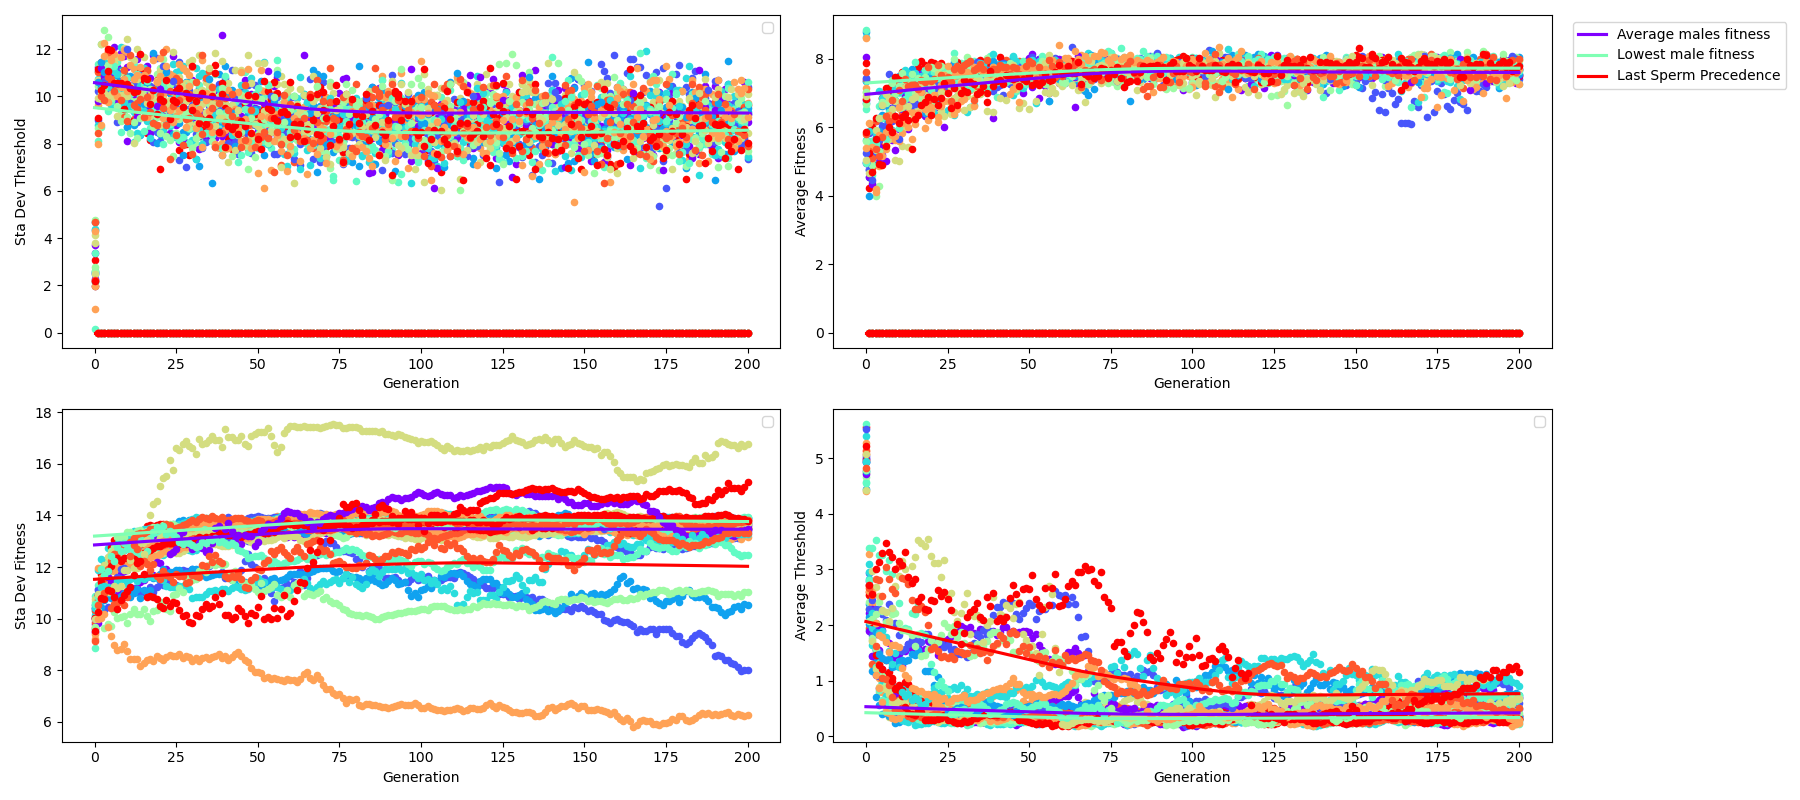 12
10
8
6
4
2
0
Sta Dev Threshold
0 25 50 75 100 125 150 175 200
Generation
8
6
4
2
0
Average Fitness
0 25 50 75 100 125 150 175 200
Generation
Average males fitness
Lowest male fitness
Last Sperm Precedence
18
16
14
12
10
8
6
Sta Dev Fitness
0 25 50 75 100 125 150 175 200
Generation
5
4
3
2
1
0
Average Threshold
0 25 50 75 100 125 150 175 200
Generation